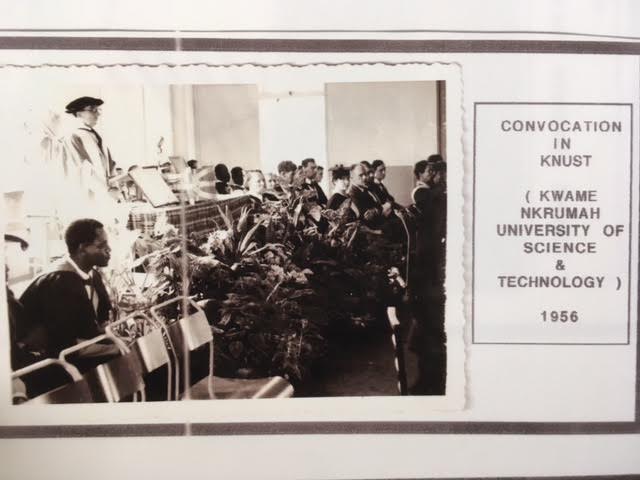 CONVOCATION
IN
KNUST
( KWAME
NKRUMAH
UNIVERSITY OF
SCIENCE
&
TECHNOLOGY )
1956